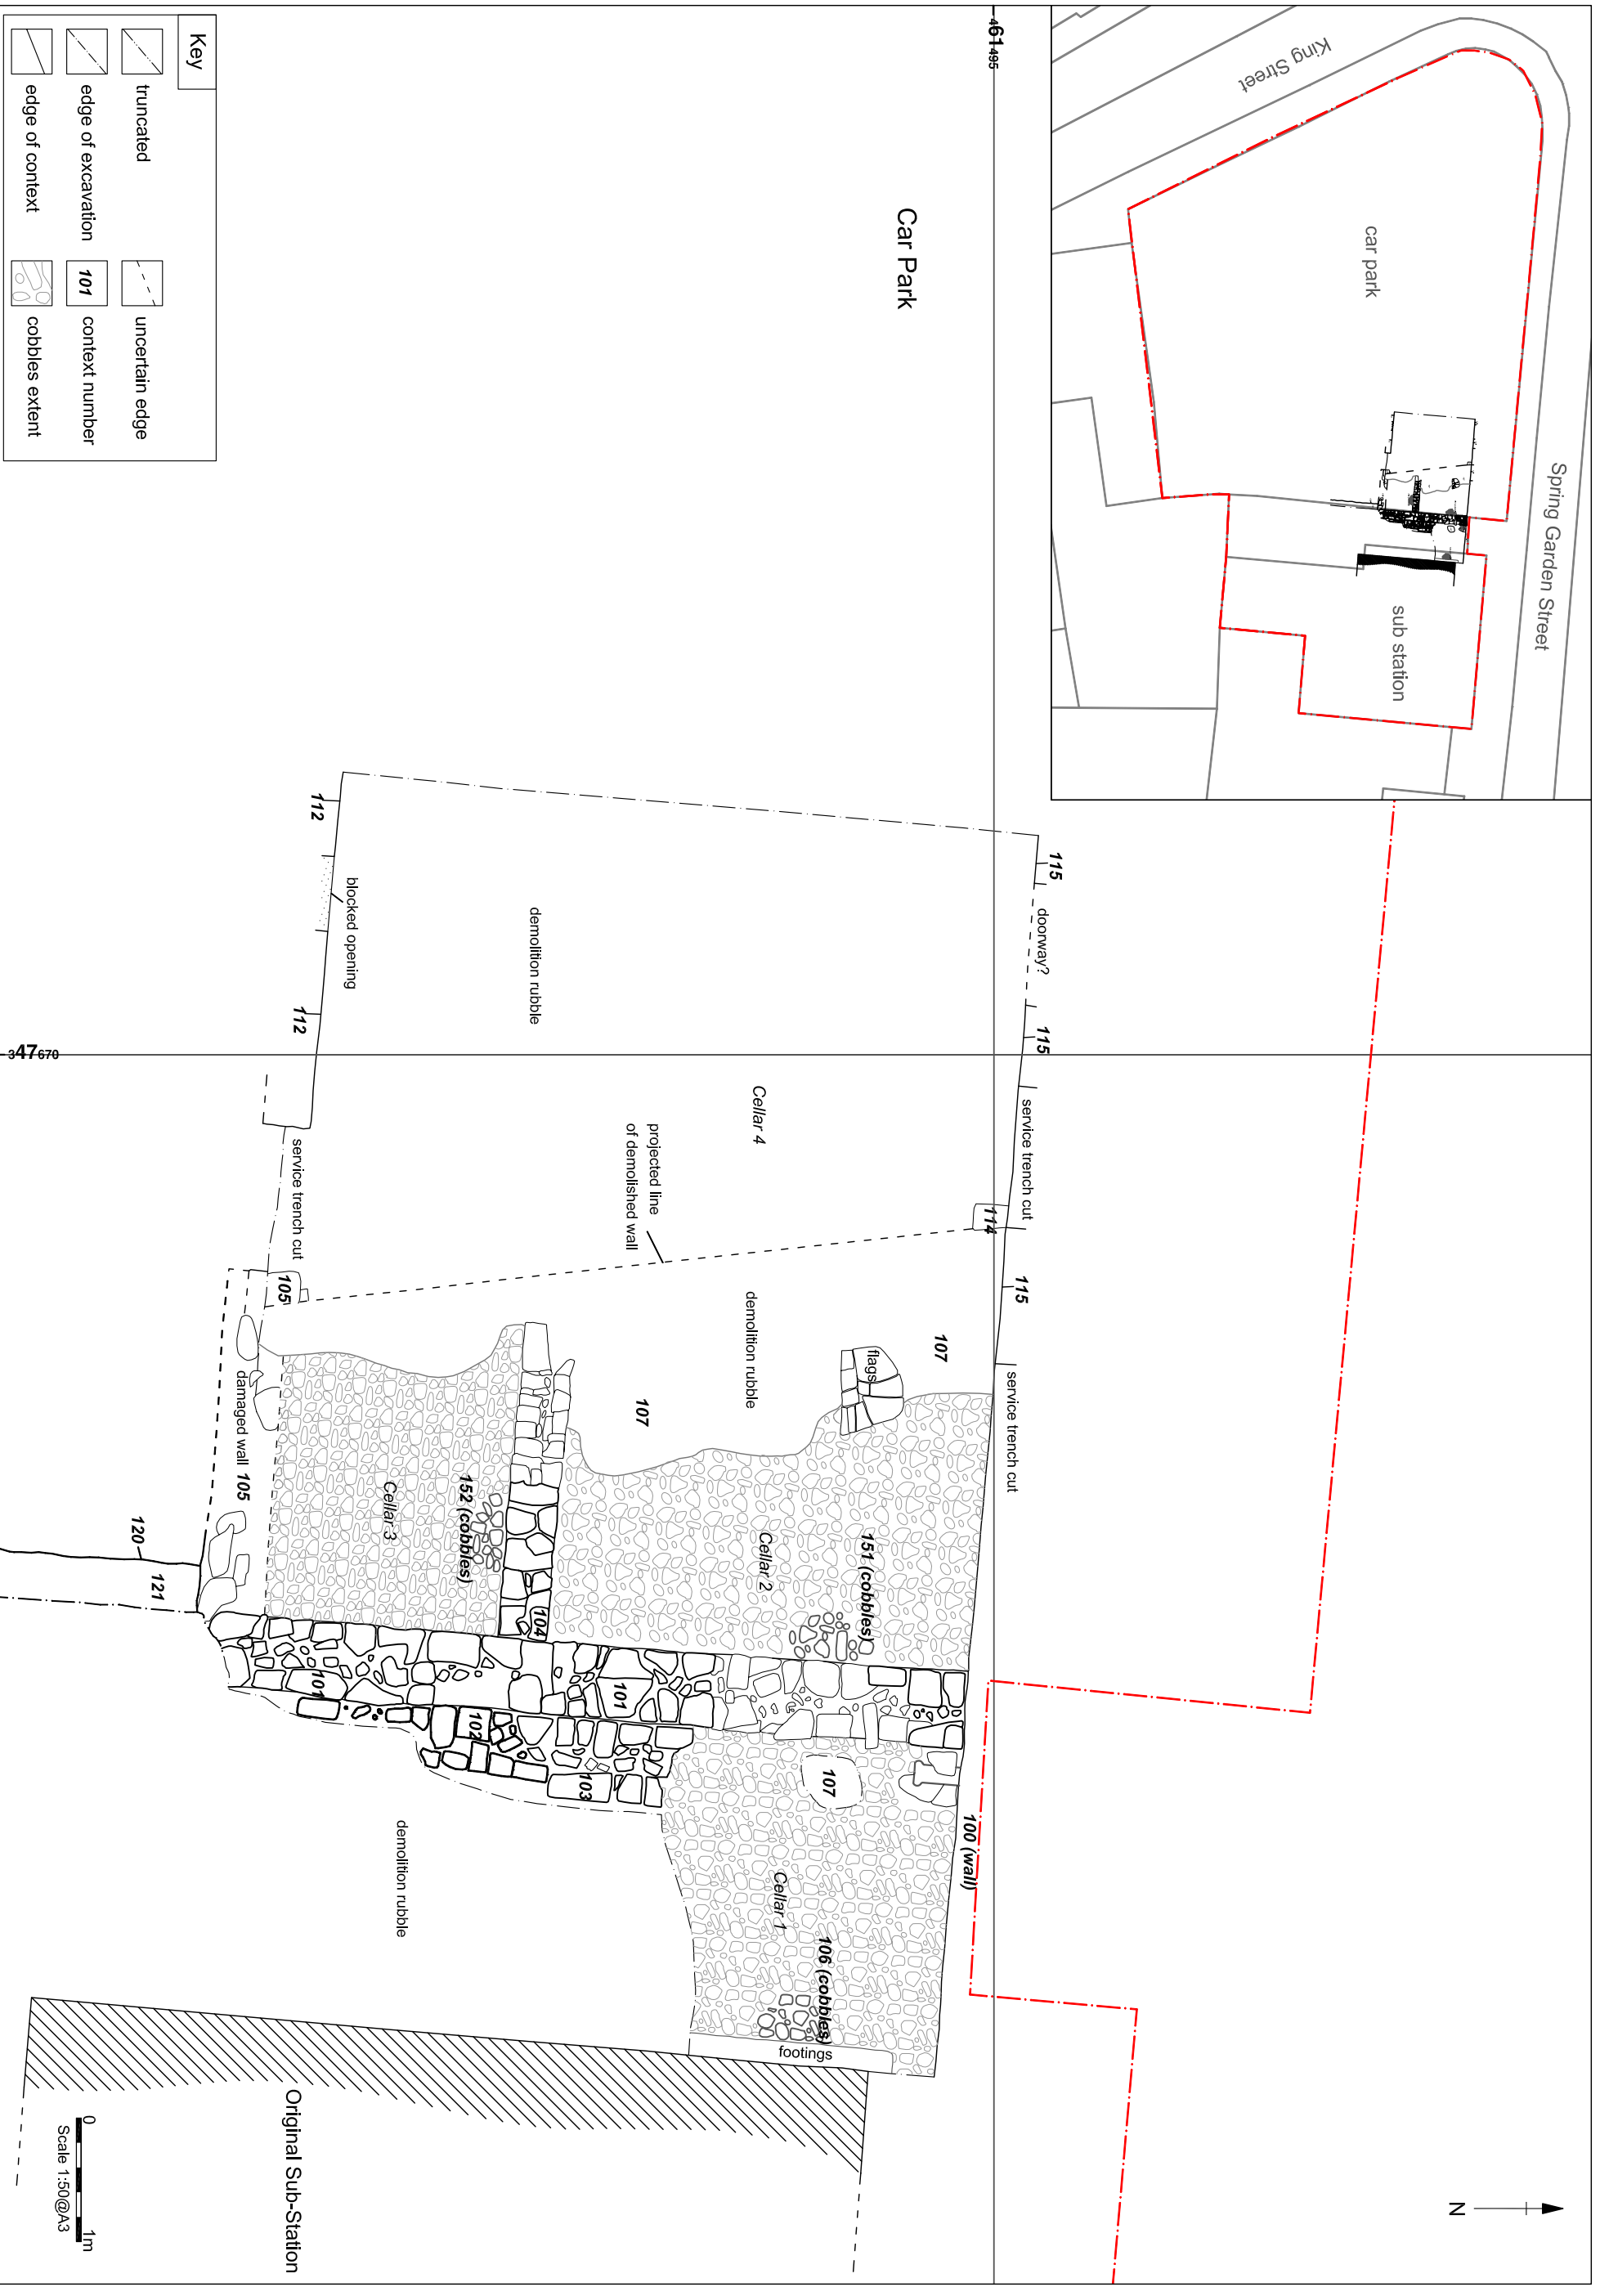 King Street
Spring Garden Street
car park
sub station
461495
Car Park
347670
N
115
doorway?
115
service trench cut
114
115
service trench cut
100 (wall)
112
blocked opening
112
demolition rubble
Cellar 4
projected line
of demolished wall
service trench cut
105
demolition rubble
107
flags
107
151 (cobbles)
Cellar 2
152 (cobbles)
Cellar 3
104
damaged wall 105
120
121
101
101
102
103
107
Cellar 1
106 (cobbles)
footings
demolition rubble
Original Sub-Station
Key
truncated
uncertain edge
edge of excavation
101
context number
edge of context
cobbles extent
0
1m
Scale 1:50@A3